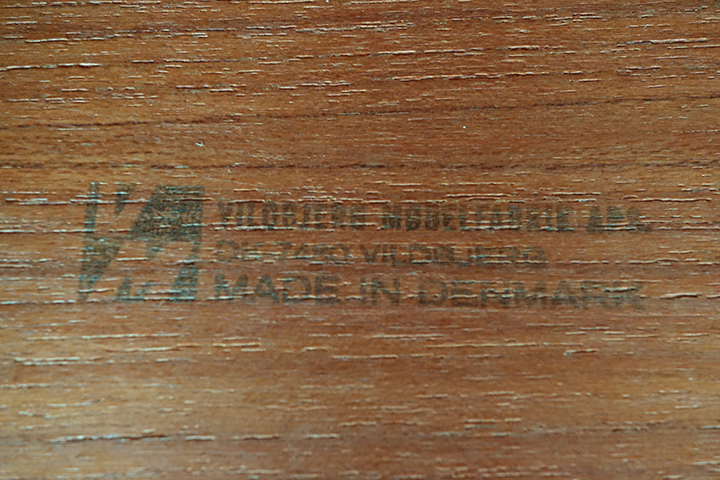 VILDBJERG MØBELFABRIK APS.
DK-7480 VILDBJERG
MADE IN DENMARK